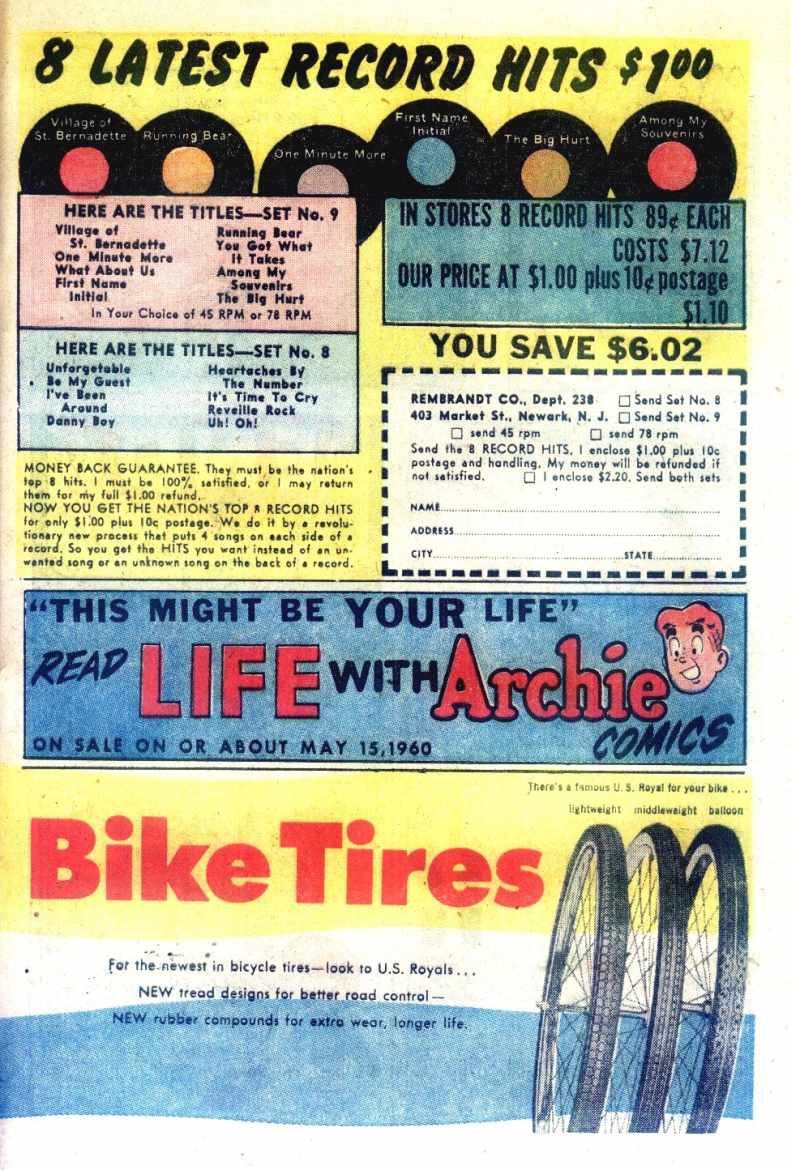 8 LATEST RECORD HITS $1.00
Village of
St. Bernadette
Running Bear
One Minute More
First Name
Initial
The Big Hurt
Among My
Souvenirs
HERE ARE THE TITLES—SET No. 9
Village of
St. Bernadette
One Minute More
What About Us
First Name
Initial
Running Bear
You Got What
It Takes
Among My
Souvenirs
The Big Hurt
In Your Choice of 45 RPM or 78 RPM
HERE ARE THE TITLES—SET No. 8
Unforgetable
Be My Guest
I've Been
Around
Danny Boy
Heartaches By
The Number
It's Time To Cry
Reveille Rock
Uh! Oh!
MONEY BACK GUARANTEE. They must be the nation's
top 8 hits. I must be 100% satisfied, or I may return
them for my full $1.00 refund.
NOW YOU GET THE NATION'S TOP 8 RECORD HITS
for only $1.00 plus 10c postage. We do it by a revolu-
tionary new process that puts 4 songs on each side of a
record. So you get the HITS you want instead of an un-
wanted song or an unknown song on the back of a record.
IN STORES 8 RECORD HITS 89¢ EACH
COSTS $7.12
OUR PRICE AT $1.00 plus 10¢ postage
$1.10
YOU SAVE $6.02
REMBRANDT CO., Dept. 238 □ Send Set No. 8
403 Market St., Newark, N. J. □ Send Set No. 9
□ send 45 rpm □ send 78 rpm
Send the 8 RECORD HITS, I enclose $1.00 plus 10c
postage and handling. My money will be refunded if
not satisfied. □ I enclose $2.20. Send both sets
NAME
ADDRESS
CITY STATE
"THIS MIGHT BE YOUR LIFE"
READ LIFE WITH Archie
COMICS
ON SALE ON OR ABOUT MAY 15, 1960
There's a famous U.S. Royal for your bike...
lightweight middleweight balloon
Bike Tires
For the newest in bicycle tires—look to U.S. Royals...
NEW tread designs for better road control—
NEW rubber compounds for extra wear, longer life.